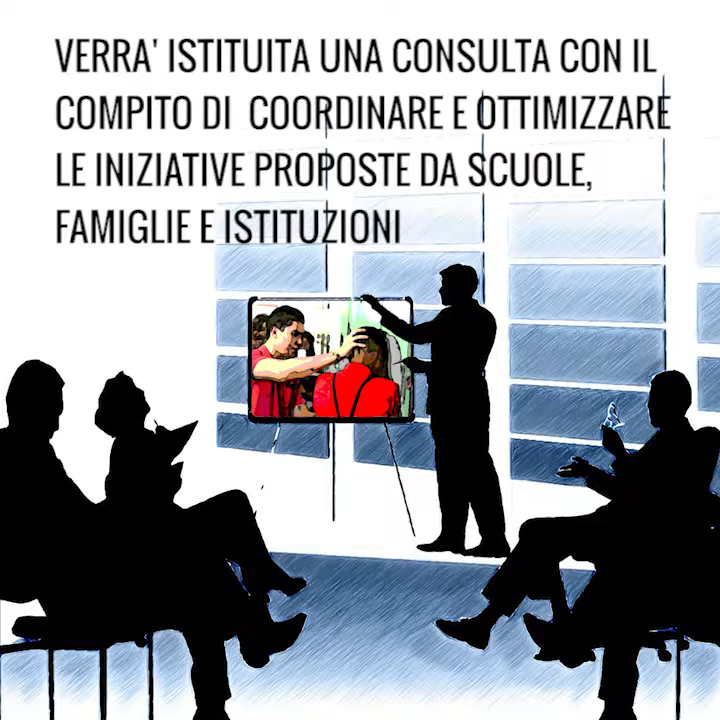 VERRA' ISTITUITA UNA CONSULTA CON IL
COMPITO DI COORDINARE E OTTIMIZZARE
LE INIZIATIVE PROPOSTE DA SCUOLE,
FAMIGLIE E ISTITUZIONI